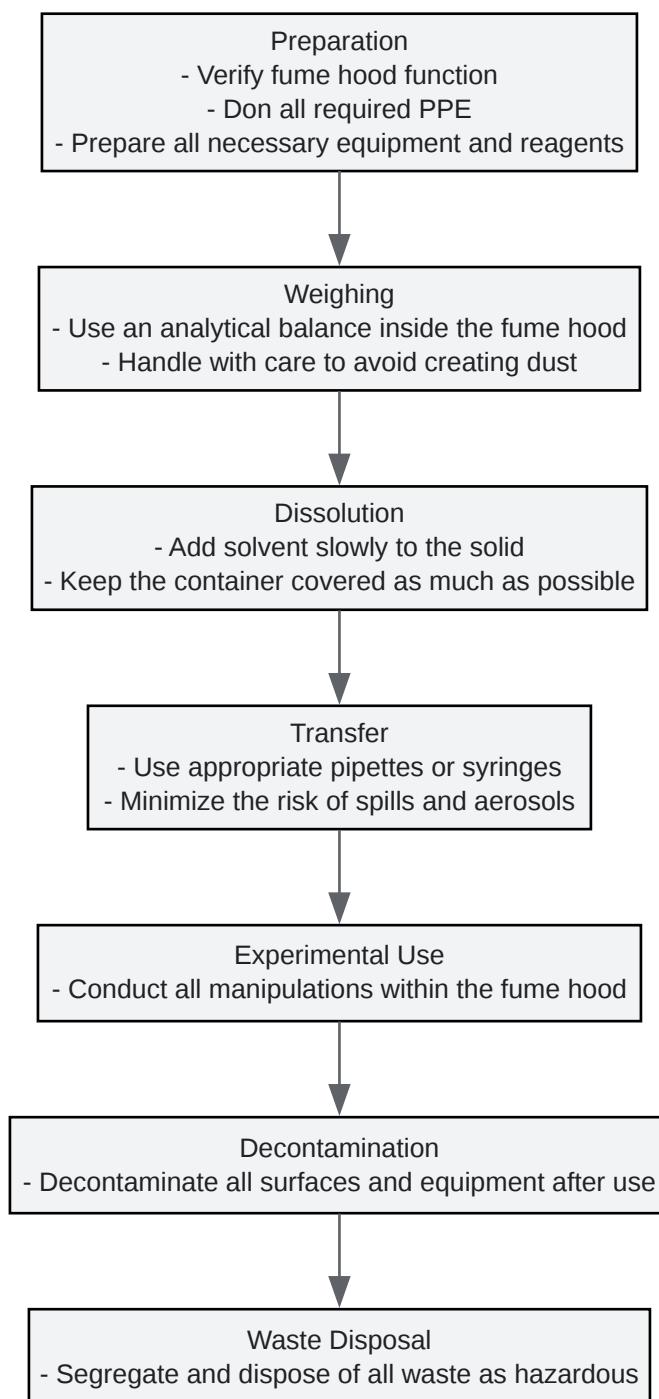 Preparation
- Verify fume hood function
- Don all required PPE
- Prepare all necessary equipment and reagents
Weighing
- Use an analytical balance inside the fume hood
- Handle with care to avoid creating dust
Dissolution
- Add solvent slowly to the solid
- Keep the container covered as much as possible
Transfer
- Use appropriate pipettes or syringes
- Minimize the risk of spills and aerosols
Experimental Use
- Conduct all manipulations within the fume hood
Decontamination
- Decontaminate all surfaces and equipment after use
Waste Disposal
- Segregate and dispose of all waste as hazardous